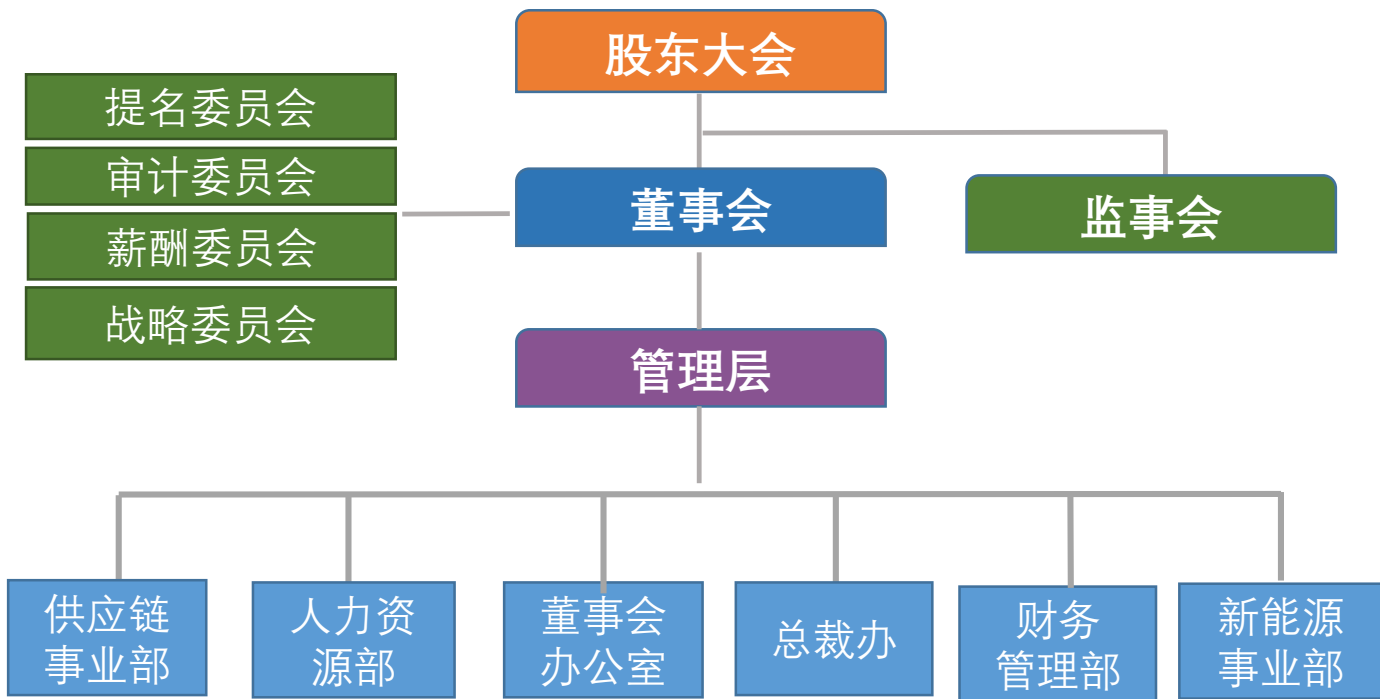 股东大会
提名委员会
审计委员会
薪酬委员会
战略委员会
董事会
监事会
管理层
供应链
事业部
人力资
源部
董事会
办公室
总裁办
财务
管理部
新能源
事业部